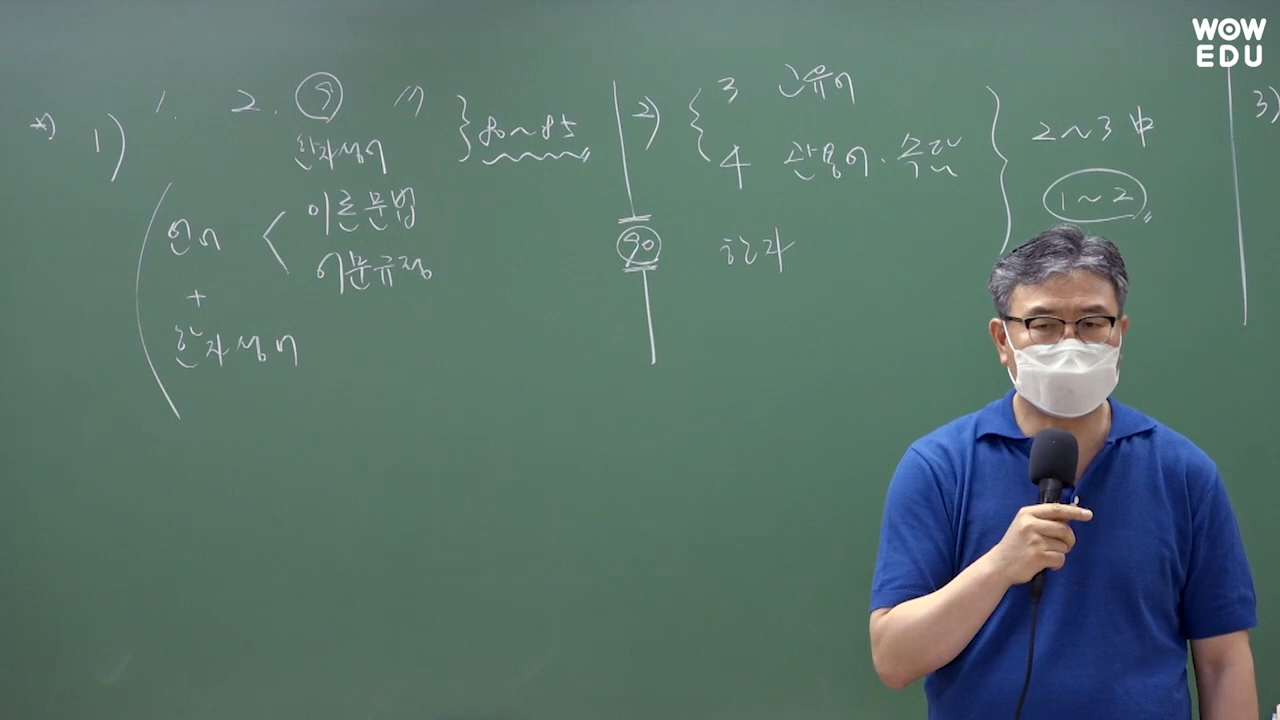 WOW
EDU
*) 1) 1. 2. 9 11 } 80~85
한자성어
언어 < 이론문법
어문규정
+
한자성어
2) { 3 고유어
4 관용어. 속담
90 한자
} 2~3 中
1~2
3)